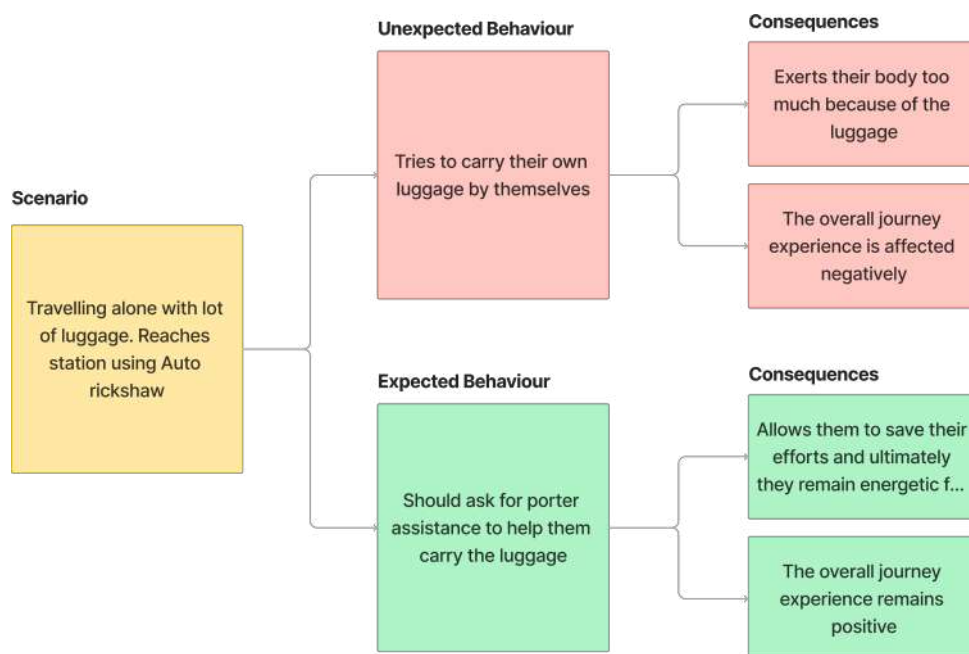 Scenario
Travelling alone with lot
of luggage. Reaches
station using Auto
rickshaw
Unexpected Behaviour
Tries to carry their own
luggage by themselves
Consequences
Exerts their body too
much because of the
luggage
The overall journey
experience is affected
negatively
Expected Behaviour
Should ask for porter
assistance to help them
carry the luggage
Consequences
Allows them to save their
efforts and ultimately
they remain energetic f...
The overall journey
experience remains
positive